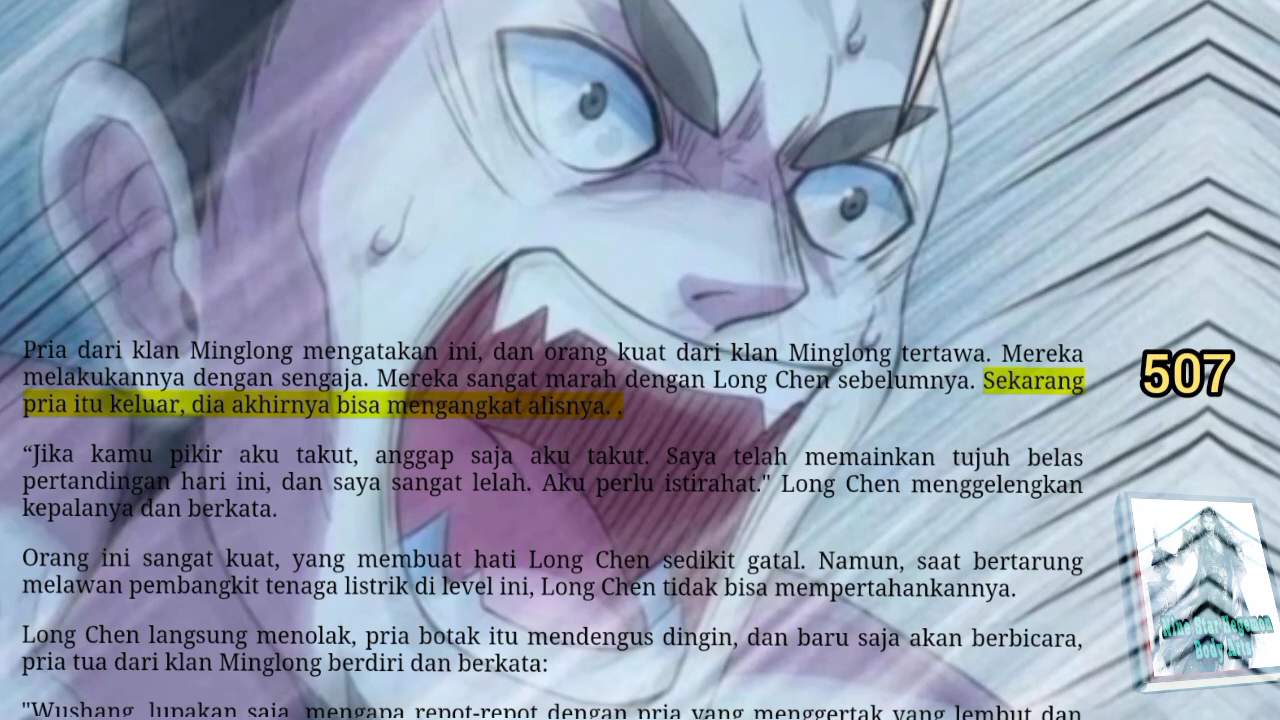 Pria dari klan Minglong mengatakan ini, dan orang kuat dari klan Minglong tertawa. Mereka
melakukannya dengan sengaja. Mereka sangat marah dengan Long Chen sebelumnya. Sekarang
pria itu keluar, dia akhirnya bisa mengangkat alisnya. .
507
“Jika kamu pikir aku takut, anggap saja aku takut. Saya telah memainkan tujuh belas
pertandingan hari ini, dan saya sangat lelah. Aku perlu istirahat." Long Chen menggelengkan
kepalanya dan berkata.
Orang ini sangat kuat, yang membuat hati Long Chen sedikit gatal. Namun, saat bertarung
melawan pembangkit tenaga listrik di level ini, Long Chen tidak bisa mempertahankannya.
Long Chen langsung menolak, pria botak itu mendengus dingin, dan baru saja akan berbicara,
pria tua dari klan Minglong berdiri dan berkata:
Nine Star Hegemon
Body Arts
"Wushang, lupakan saja, mengapa repot-repot dengan pria yang menggertak yang lembut dan